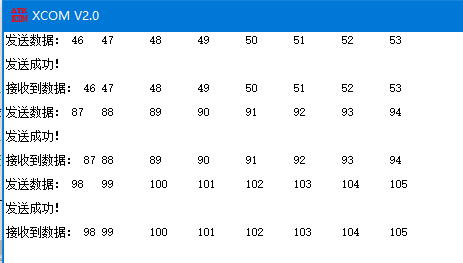 ATK XCOM XCOM V2.0
发送数据: 46 47 48 49 50 51 52 53
发送成功!
接收到数据: 46 47 48 49 50 51 52 53
发送数据: 87 88 89 90 91 92 93 94
发送成功!
接收到数据: 87 88 89 90 91 92 93 94
发送数据: 98 99 100 101 102 103 104 105
发送成功!
接收到数据: 98 99 100 101 102 103 104 105